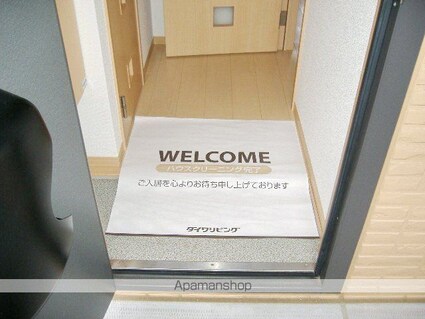 WELCOME
ハウスクリーニング完了
ご入居を心よりお待ち申し上げております
ダイワリビング
Apamanshop